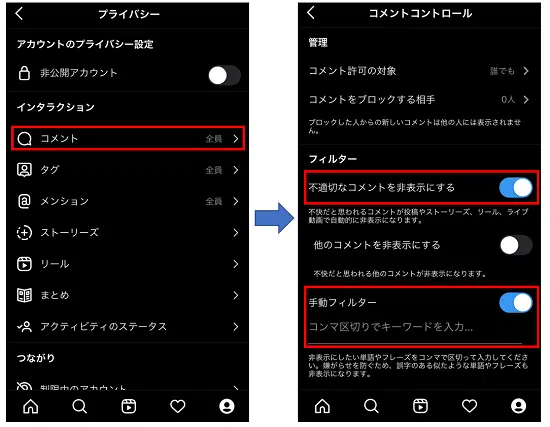 プライバシー
アカウントのプライバシー設定
非公開アカウント
インタラクション
コメント 全員
タグ 全員
メンション 全員
ストーリーズ
リール
まとめ
アクティビティのステータス
つながり
制限中のアカウント
コメントコントロール
管理
コメント許可の対象 誰でも
コメントをブロックする相手 0人
ブロックした人からの新しいコメントは他の人には表示されません。
フィルター
不適切なコメントを非表示にする
不快だと思われるコメントが投稿やストーリーズ、リール、ライブ
動画で自動的に非表示になります。
他のコメントを非表示にする
不快だと思われる他のコメントが非表示になります。
手動フィルター
コンマ区切りでキーワードを入力...
非表示にしたい単語やフレーズをコンマで区切って入力してくださ
い。嫌がらせを防ぐため、誤字のある似たような単語やフレーズも
非表示になります。